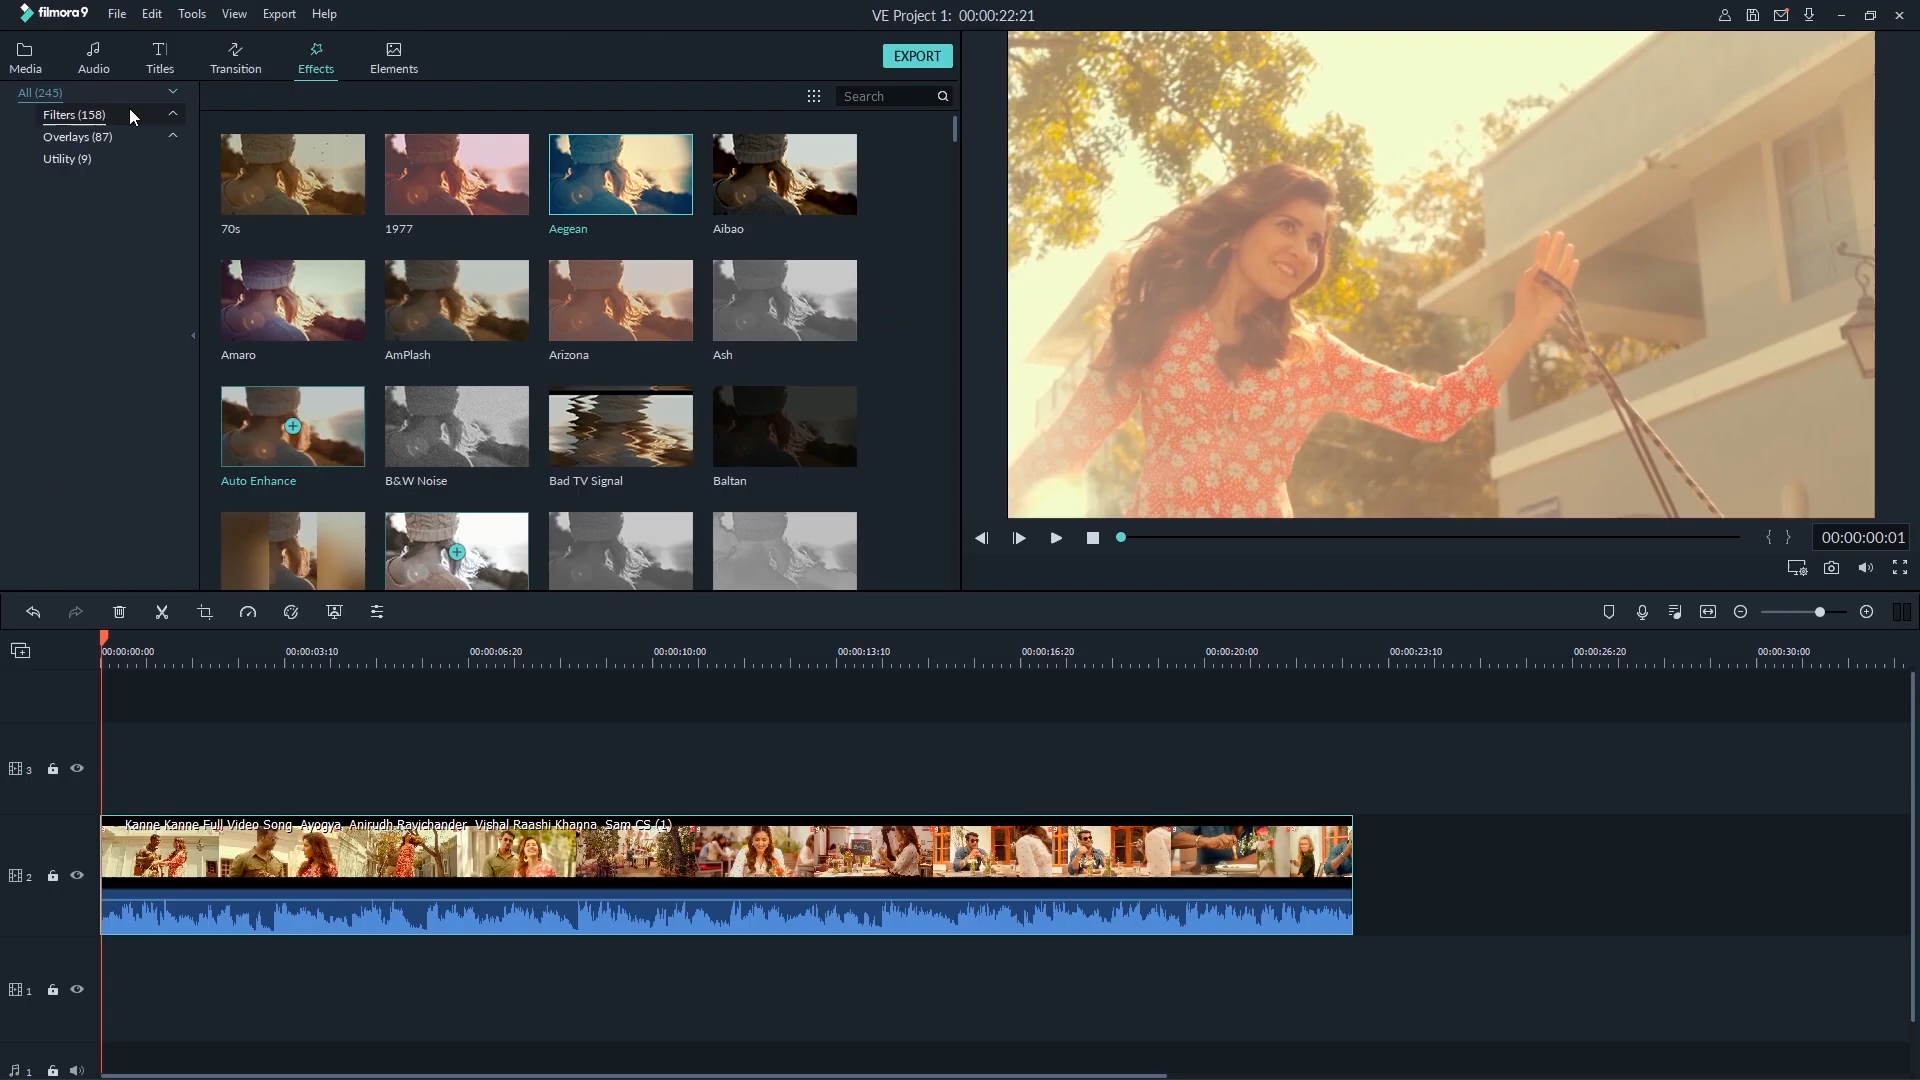 filmora9 File Edit Tools View Export Help VE Project 1: 00:00:22:21
Media Audio Titles Transition Effects Elements EXPORT
All (245)
Search
Filters (158)
Overlays (87)
Utility (9)
70s 1977 Aegean Aibao
Amaro AmPlash Arizona Ash
Auto Enhance B&W Noise Bad TV Signal Baltan
00:00:00:01
00:00:00:00 00:00:03:10 00:00:06:20 00:00:10:00 00:00:13:10 00:00:16:20 00:00:20:00 00:00:23:10 00:00:26:20 00:00:30:00
3
Kanne Kanne Full Video Song Ayogya, Anirudh Ravichander Vishal Raashi Khanna Sam CS (1)
2
1
1